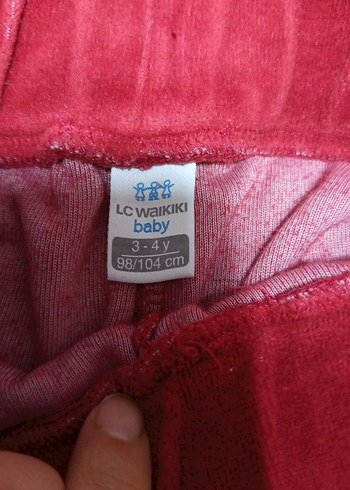 LC WAIKIKI
baby
3 - 4 y
98/104 cm